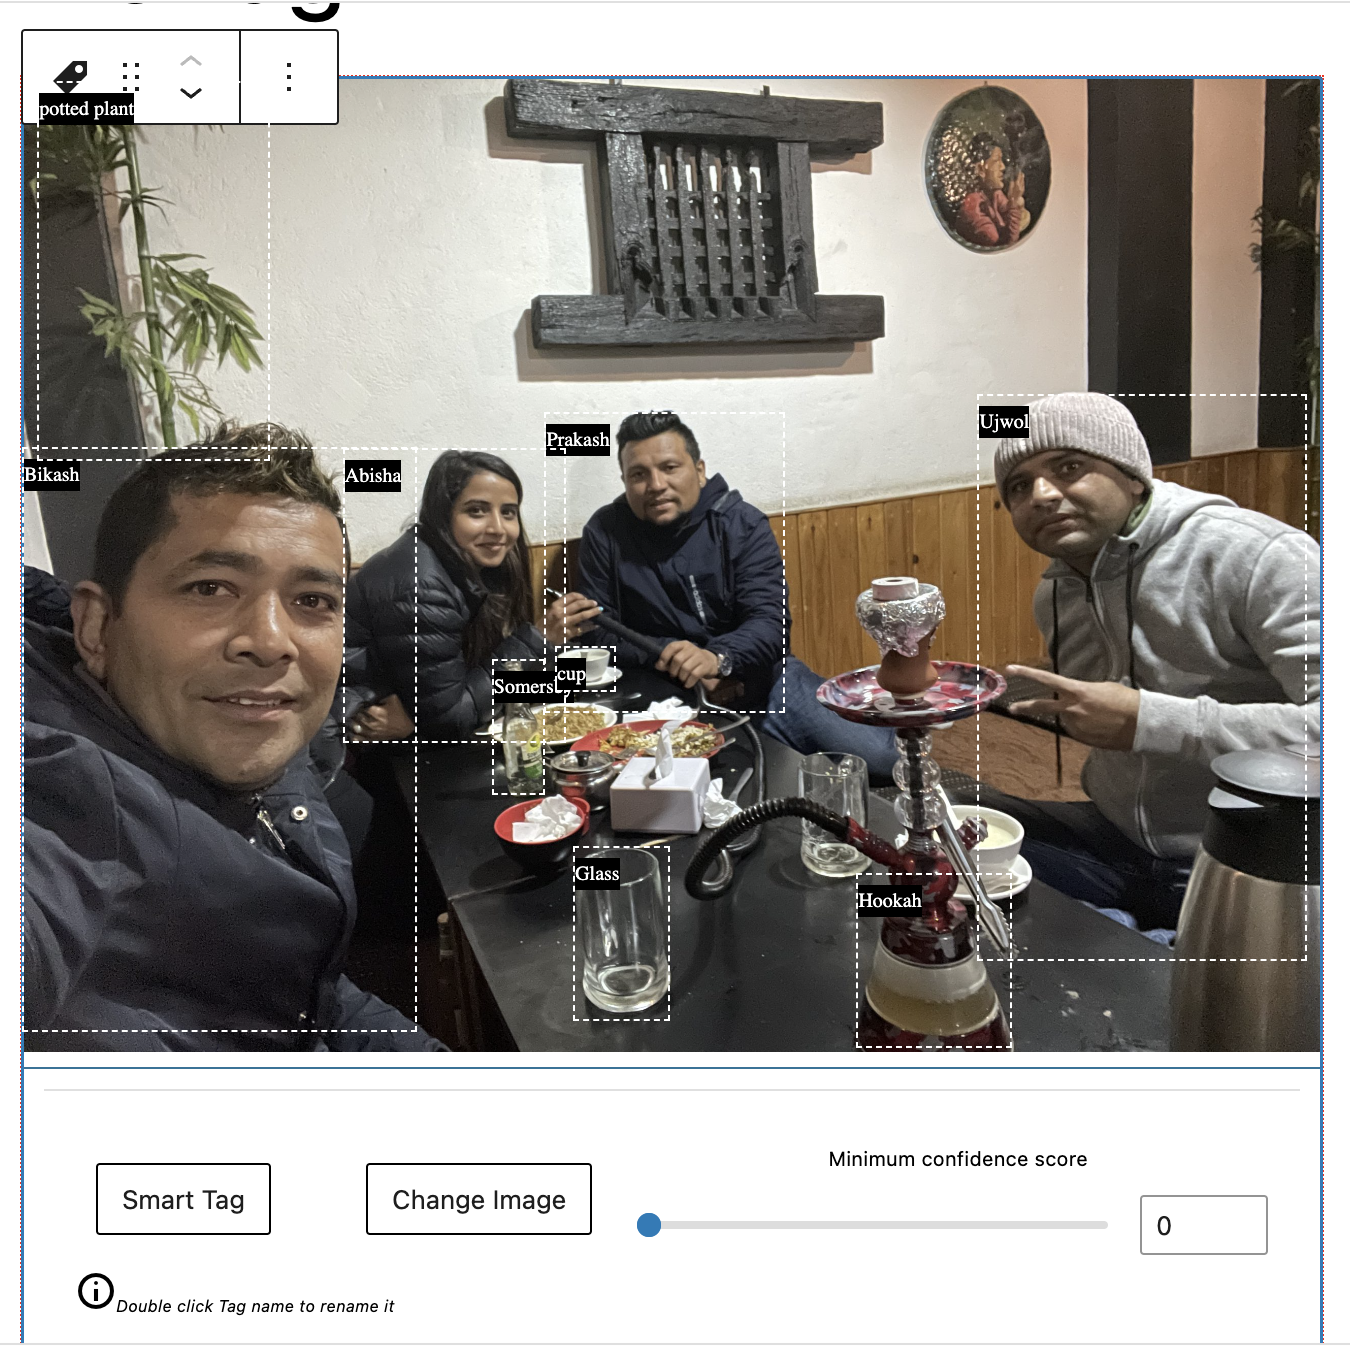 potted plant
Ujwol
Prakash
Bikash
Abisha
cup
Somers
Glass
Hookah
Minimum confidence score
Smart Tag
Change Image
0
Double click Tag name to rename it